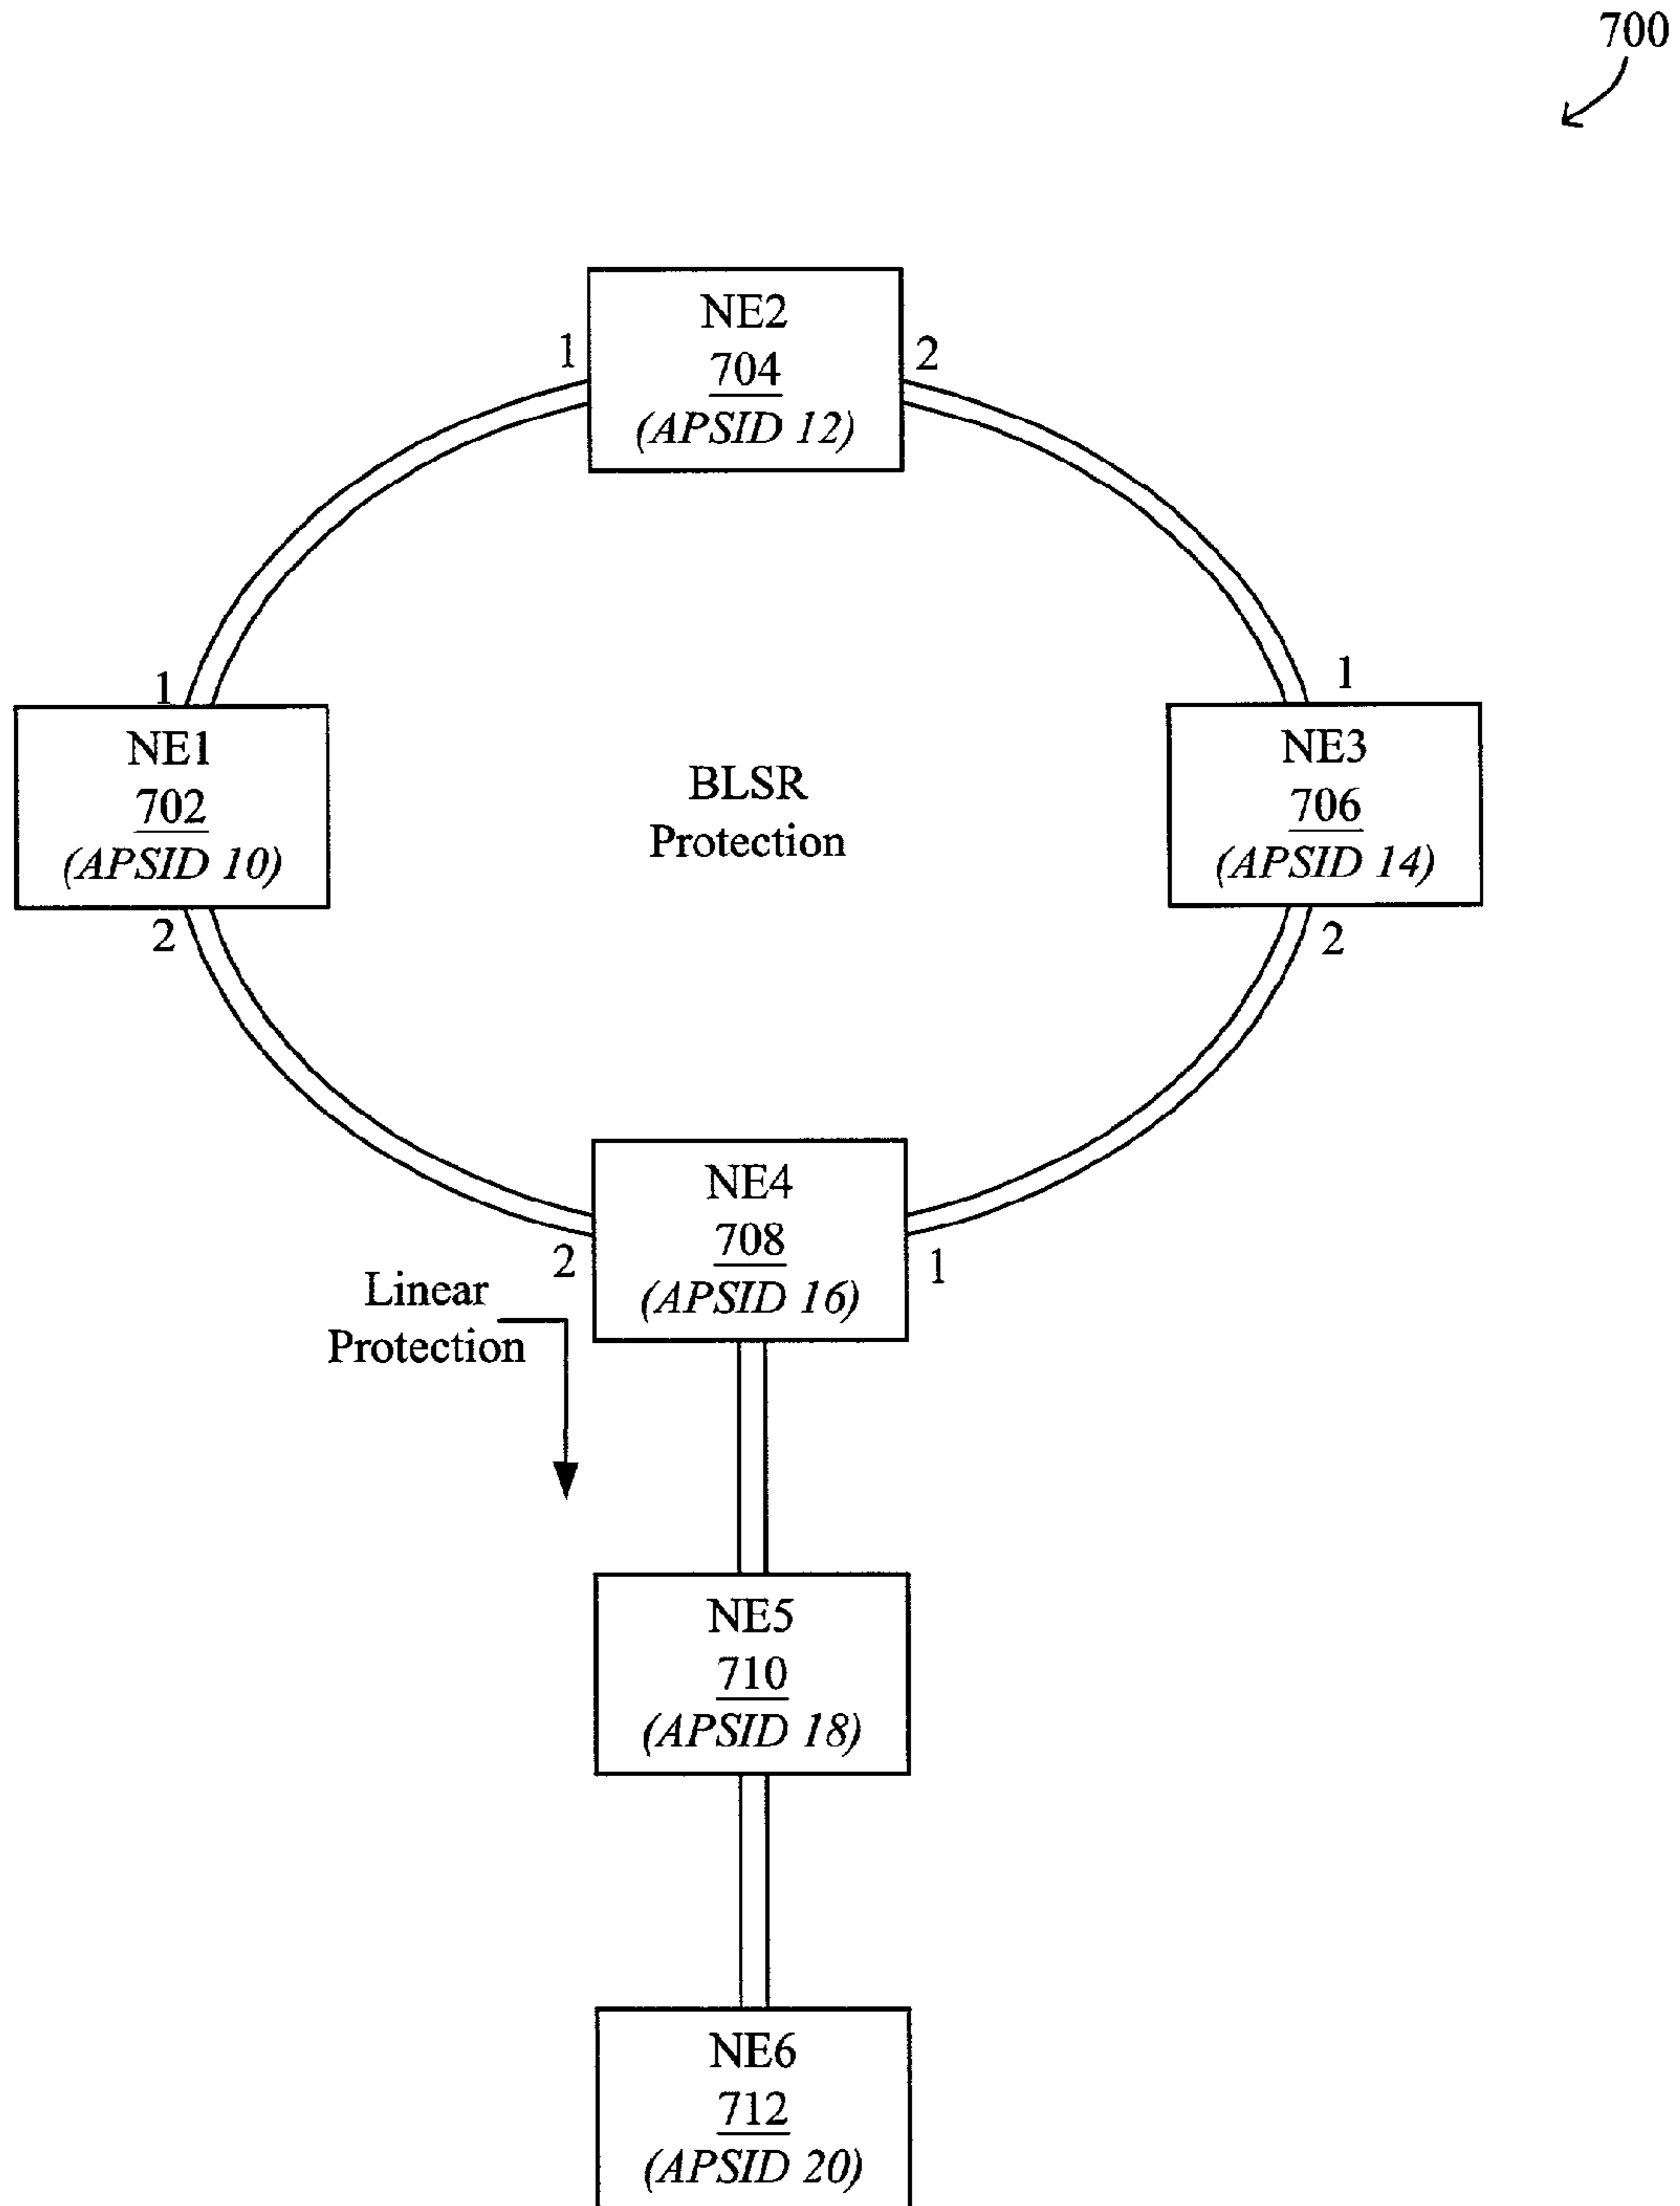 700
NE2
704
(APSID 12)
1
2
1
1
NE1
702
(APSID 10)
BLSR
Protection
NE3
706
(APSID 14)
2
2
NE4
708
(APSID 16)
2
1
Linear
Protection
NE5
710
(APSID 18)
NE6
712
(APSID 20)